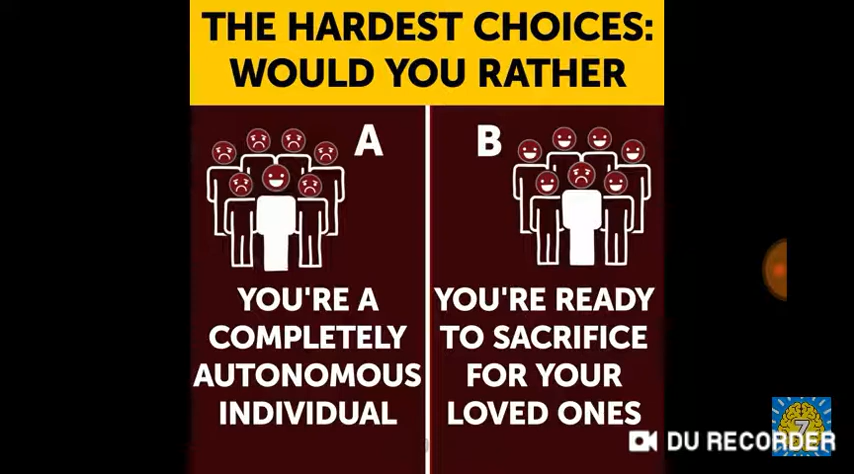 THE HARDEST CHOICES:
WOULD YOU RATHER
A
YOU'RE A
COMPLETELY
AUTONOMOUS
INDIVIDUAL
B
YOU'RE READY
TO SACRIFICE
FOR YOUR
LOVED ONES
7
DU RECORDER